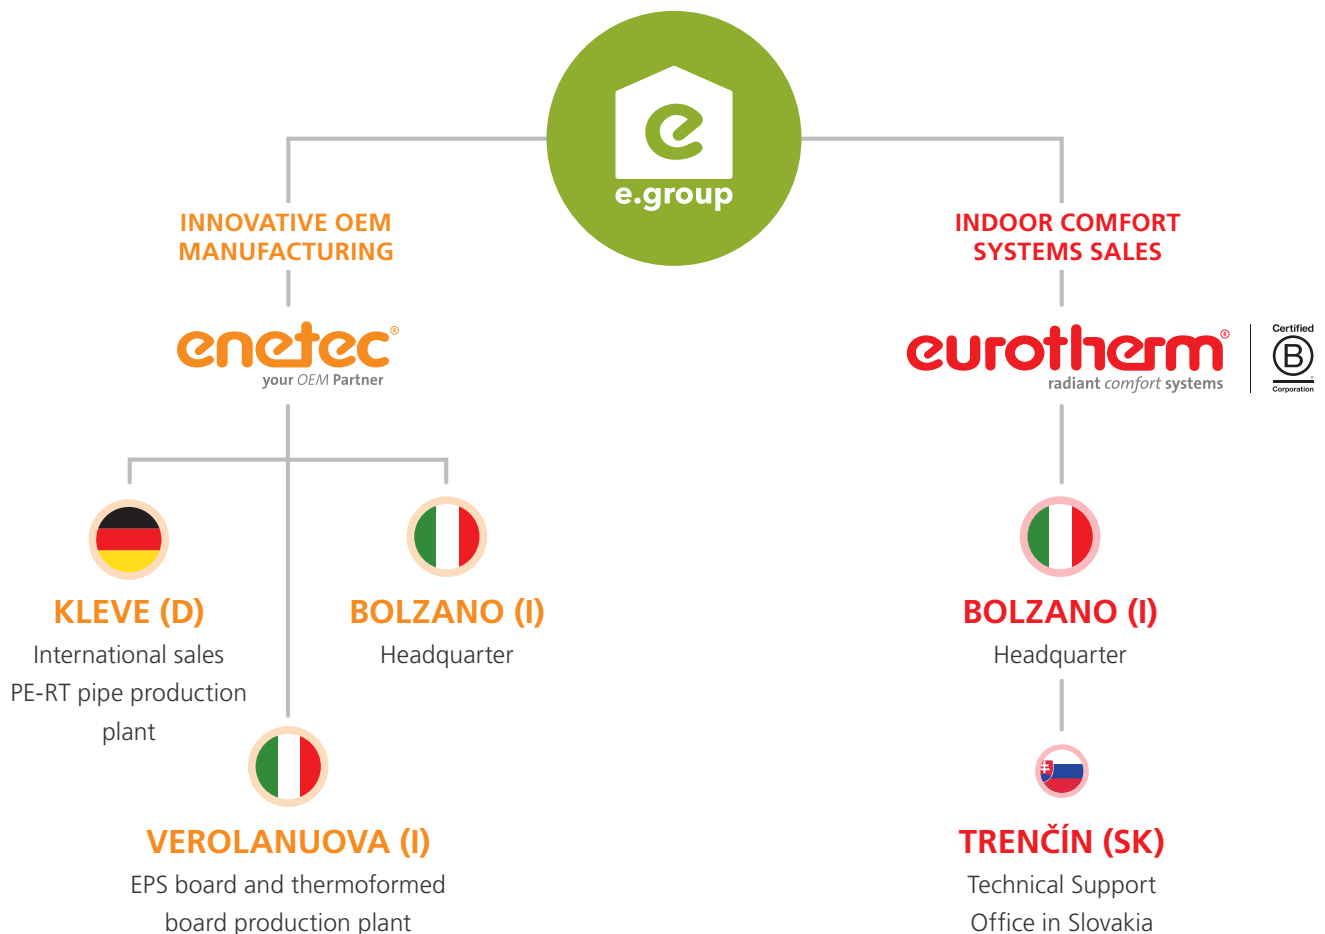 e.group
INNOVATIVE OEM
MANUFACTURING
enetec®
your OEM Partner
KLEVE (D)
International sales
PE-RT pipe production
plant
BOLZANO (I)
Headquarter
VEROLANUOVA (I)
EPS board and thermoformed
board production plant
INDOOR COMFORT
SYSTEMS SALES
eurotherm®
radiant comfort systems
Certified
B
Corporation
BOLZANO (I)
Headquarter
TRENČÍN (SK)
Technical Support
Office in Slovakia